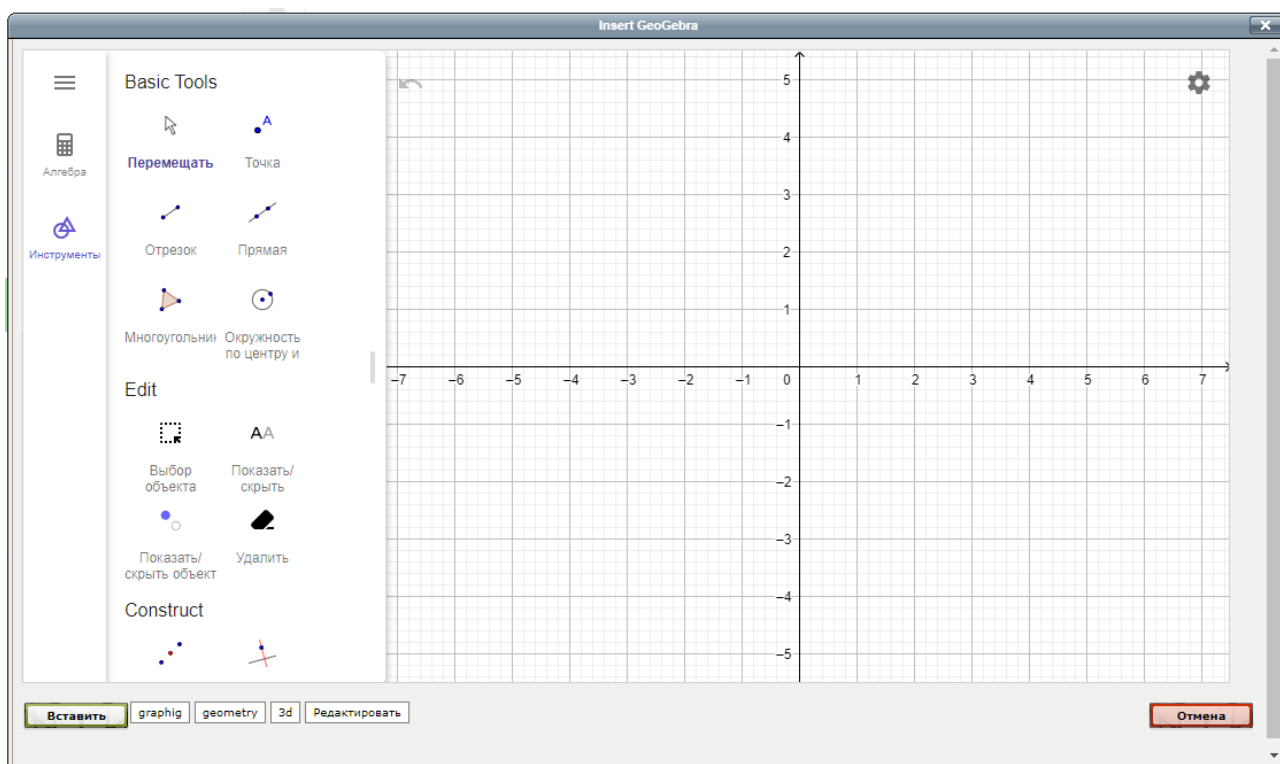 Insert GeoGebra
Basic Tools
Перемещать
Точка
Алгебра
Отрезок
Прямая
Инструменты
Многоугольник
Окружность
по центру и
Edit
AA
Выбор
объекта
Показать/
скрыть
Показать/
скрыть объект
Удалить
Construct
A
5
4
3
2
1
–7 –6 –5 –4 –3 –2 –1 0 1 2 3 4 5 6 7
–1
–2
–3
–4
–5
Вставить graphig geometry 3d Редактировать Отмена